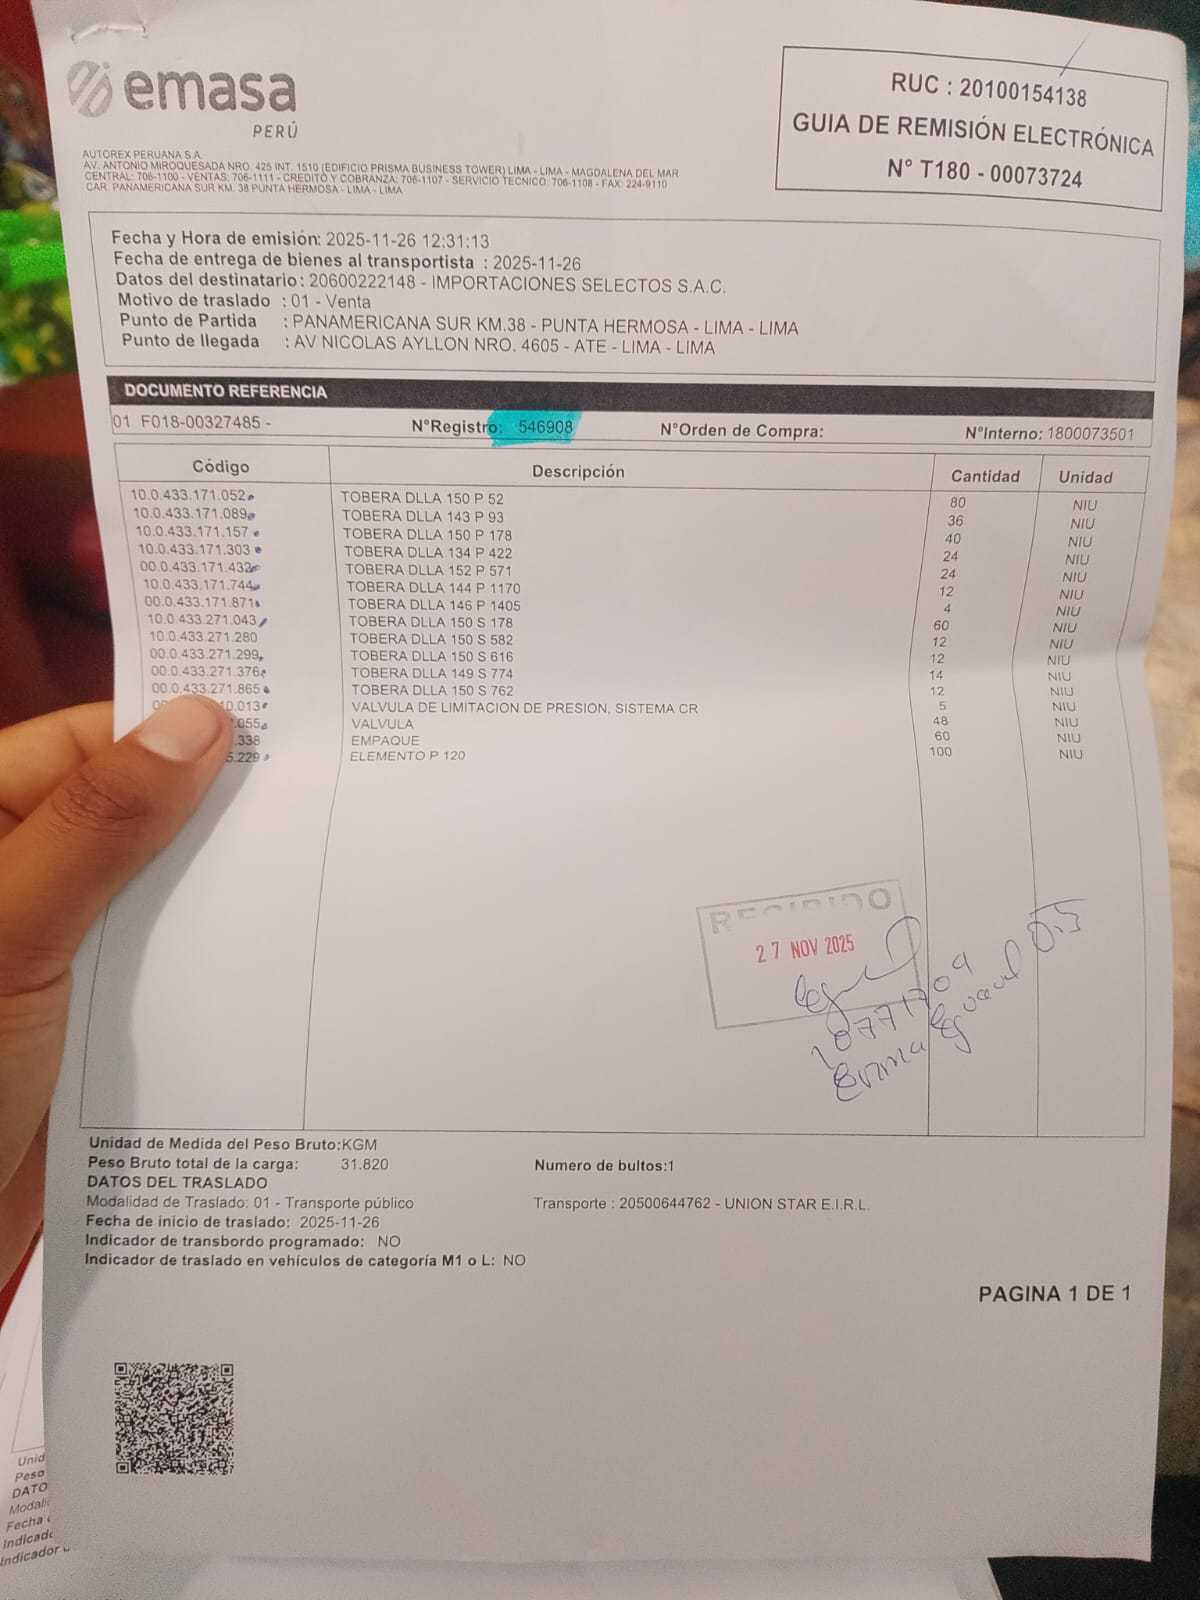 emasa
PERÚ
RUC : 20100154138
GUIA DE REMISIÓN ELECTRÓNICA
N° T180 - 00073724
AUTOREX PERUANA S.A.
AV. ANTONIO MIROQUESADA NRO. 425 INT. 1510 (EDIFICIO PRISMA BUSINESS TOWER) LIMA - LIMA - MAGDALENA DEL MAR
CENTRAL: 706-1100 - VENTAS: 706-1111 - CREDITO Y COBRANZA: 706-1107 - SERVICIO TECNICO: 706-1108 - FAX: 224-9110
CAR. PANAMERICANA SUR KM. 38 PUNTA HERMOSA - LIMA - LIMA
Fecha y Hora de emisión: 2025-11-26 12:31:13
Fecha de entrega de bienes al transportista : 2025-11-26
Datos del destinatario : 20600222148 - IMPORTACIONES SELECTOS S.A.C.
Motivo de traslado : 01 - Venta
Punto de Partida : PANAMERICANA SUR KM.38 - PUNTA HERMOSA - LIMA - LIMA
Punto de llegada : AV NICOLAS AYLLON NRO. 4605 - ATE - LIMA - LIMA
DOCUMENTO REFERENCIA
01 F018-00327485 - N°Registro: 546908 N°Orden de Compra: N°Interno: 1800073501
Código Descripción Cantidad Unidad
10.0.433.171.052 TOBERA DLLA 150 P 52 80 NIU
10.0.433.171.089 TOBERA DLLA 143 P 93 36 NIU
10.0.433.171.157 TOBERA DLLA 150 P 178 40 NIU
10.0.433.171.303 TOBERA DLLA 134 P 422 24 NIU
00.0.433.171.432 TOBERA DLLA 152 P 571 24 NIU
10.0.433.171.744 TOBERA DLLA 144 P 1170 12 NIU
00.0.433.171.871 TOBERA DLLA 146 P 1405 4 NIU
10.0.433.271.043 TOBERA DLLA 150 S 178 60 NIU
10.0.433.271.280 TOBERA DLLA 150 S 582 12 NIU
00.0.433.271.299 TOBERA DLLA 150 S 616 12 NIU
00.0.433.271.376 TOBERA DLLA 149 S 774 14 NIU
00.0.433.271.865 TOBERA DLLA 150 S 762 12 NIU
0.013 VALVULA DE LIMITACION DE PRESION, SISTEMA CR 5 NIU
.055 VALVULA 48 NIU
.338 EMPAQUE 60 NIU
5.229 ELEMENTO P 120 100 NIU
RECIBIDO
27 NOV 2025
Unidad de Medida del Peso Bruto:KGM
Peso Bruto total de la carga: 31.820 Numero de bultos:1
DATOS DEL TRASLADO
Modalidad de Traslado: 01 - Transporte público Transporte : 20500644762 - UNION STAR E.I.R.L.
Fecha de inicio de traslado: 2025-11-26
Indicador de transbordo programado: NO
Indicador de traslado en vehículos de categoría M1 o L: NO
PAGINA 1 DE 1
Unid
Peso
DATO
Modali
Fecha
Indicado
Indicador